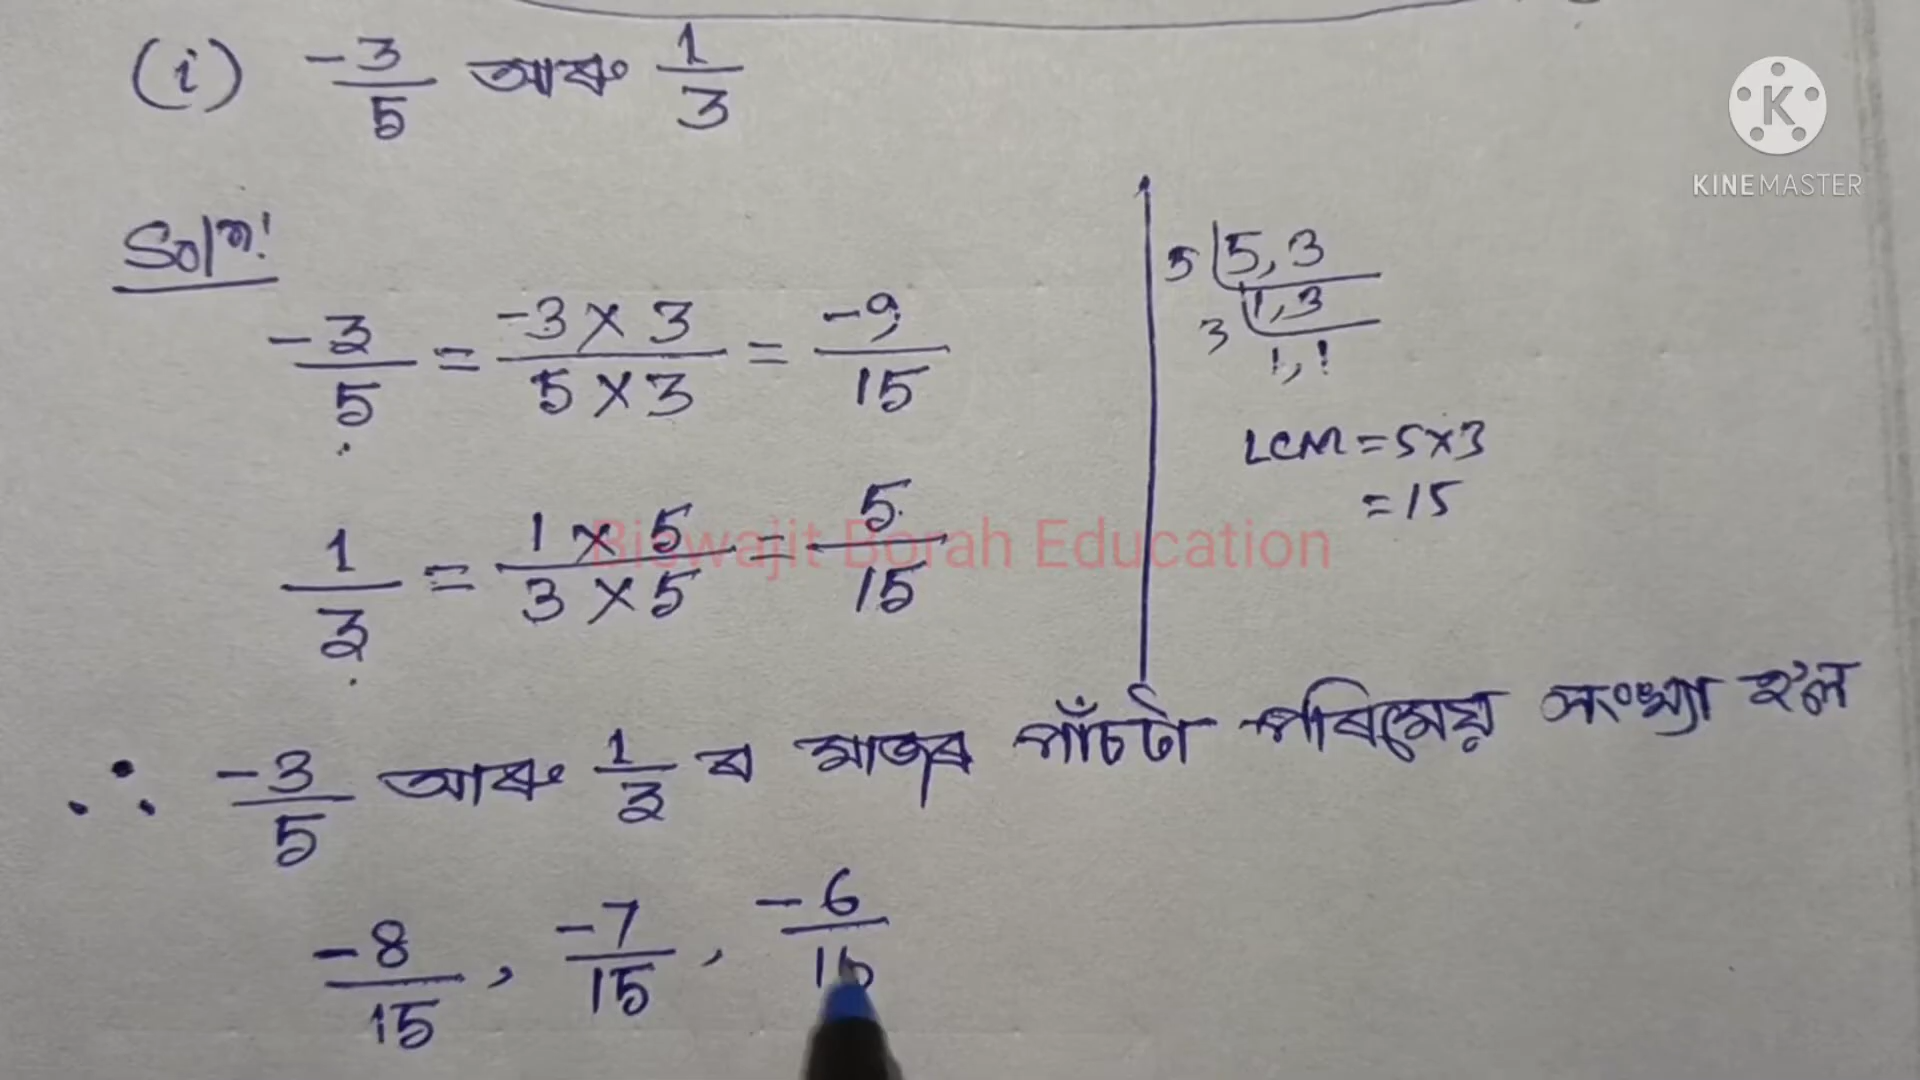 (i) -3/5 আৰু 1/3
K
KINEMASTER
Solⁿ:
5 | 5, 3
3 | 1, 3
1, 1
LCM = 5×3
= 15
-3/5 = -3×3/5×3 = -9/15
1/3 = 1×5/3×5 = 5/15
Biswajit Borah Education
∴ -3/5 আৰু 1/3 ৰ মাজৰ পাঁচটা পৰিমেয় সংখ্যা হ'ল
-8/15, -7/15, -6/15